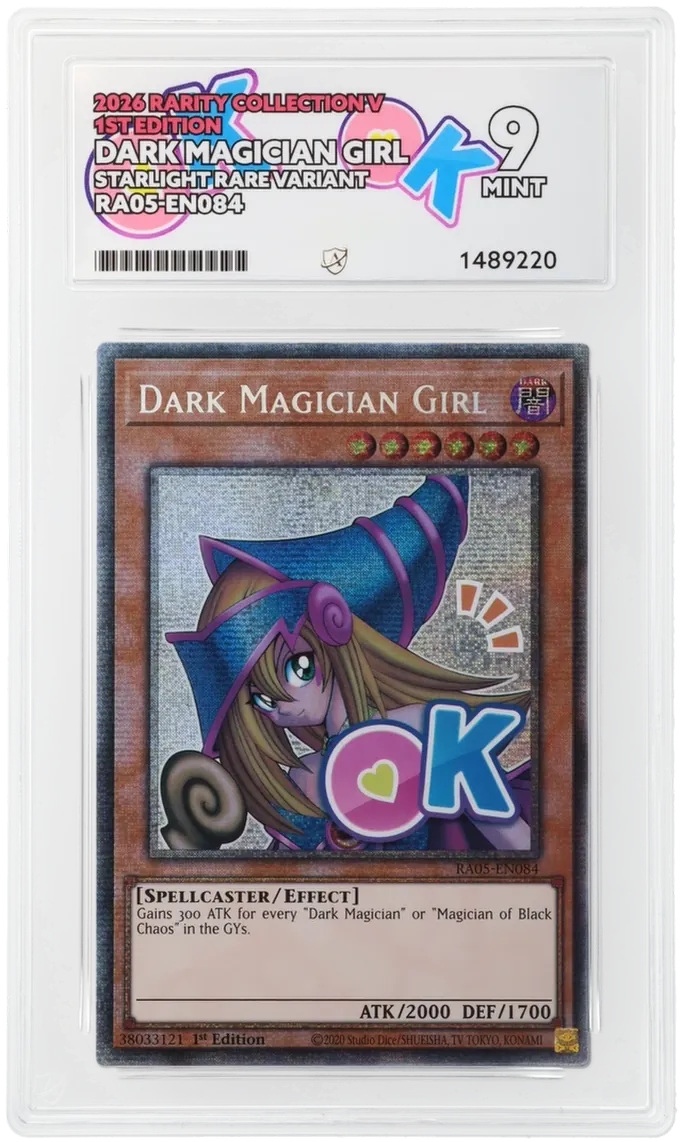 2026 RARITY COLLECTION V
1ST EDITION
DARK MAGICIAN GIRL
STARLIGHT RARE VARIANT
RA05-EN084
OK
9
MINT
1489220
DARK MAGICIAN GIRL
DARK
闇
OK
RA05-EN084
[SPELLCASTER/EFFECT]
Gains 300 ATK for every "Dark Magician" or "Magician of Black
Chaos" in the GYs.
ATK/2000 DEF/1700
38033121 1st Edition
©2020 Studio Dice/SHUEISHA, TV TOKYO, KONAMI